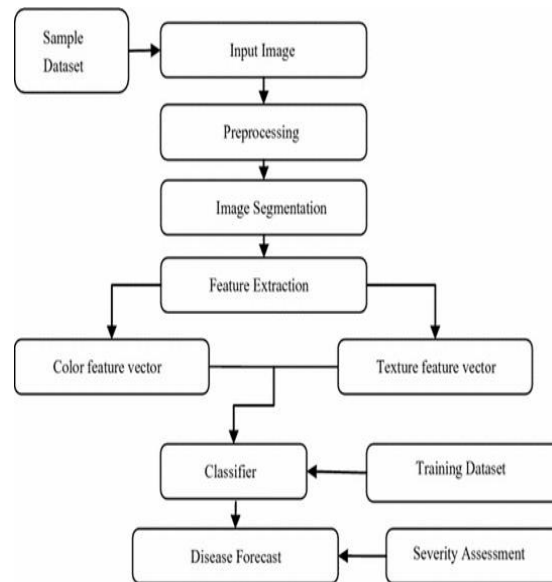 Sample
Dataset
Input Image
Preprocessing
Image Segmentation
Feature Extraction
Color feature vector
Texture feature vector
Classifier
Training Dataset
Disease Forecast
Severity Assessment